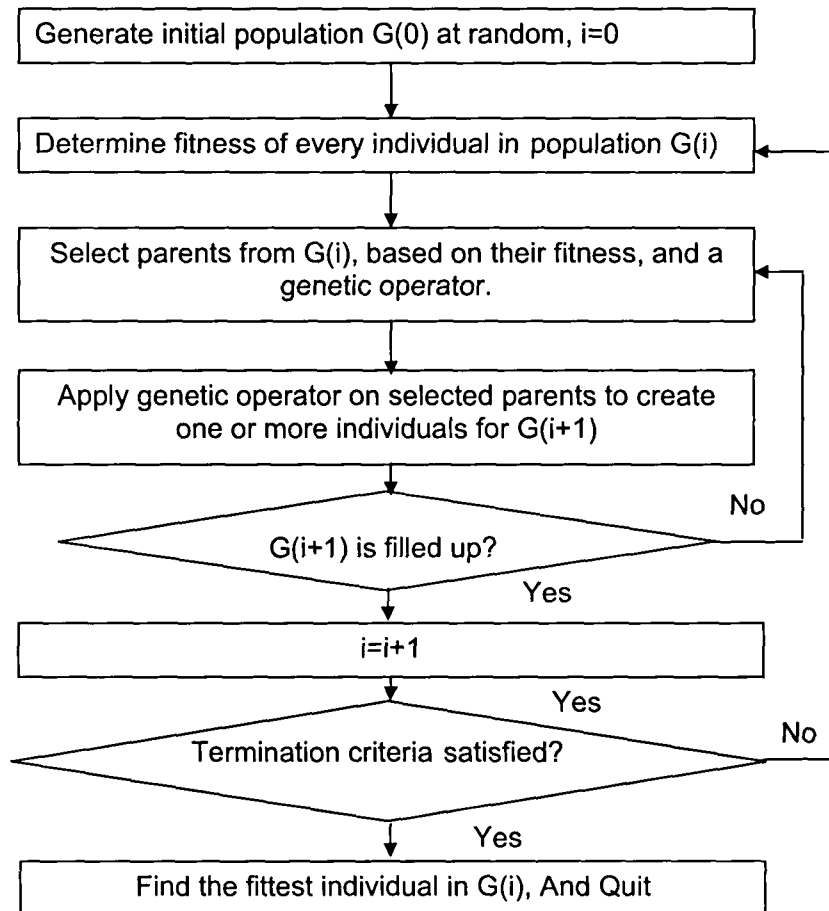 Generate initial population G(0) at random, i=0
Determine fitness of every individual in population G(i)
Select parents from G(i), based on their fitness, and a
genetic operator.
Apply genetic operator on selected parents to create
one or more individuals for G(i+1)
No
G(i+1) is filled up?
Yes
i=i+1
Yes
Termination criteria satisfied?
No
Yes
Find the fittest individual in G(i), And Quit